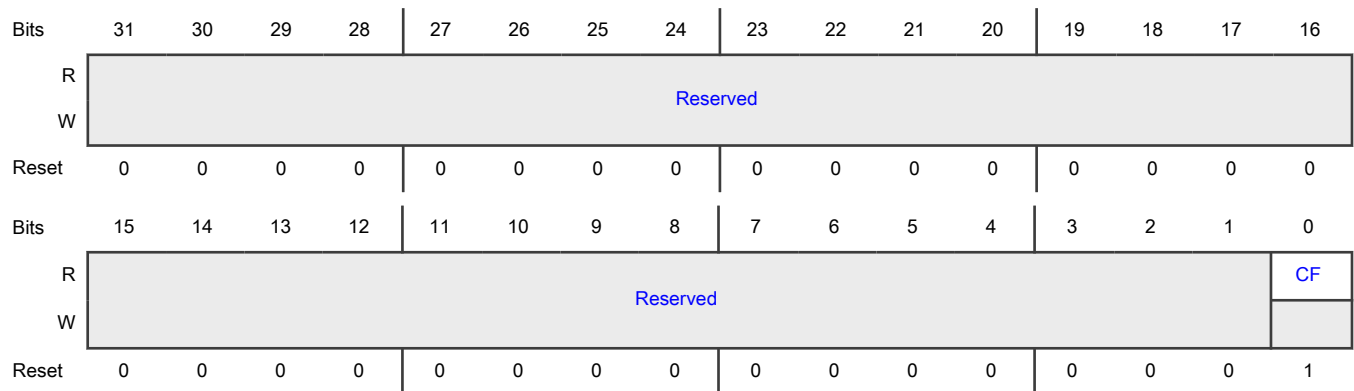 Bits 31 30 29 28 27 26 25 24 23 22 21 20 19 18 17 16
R
Reserved
W
Reset 0 0 0 0 0 0 0 0 0 0 0 0 0 0 0 0
Bits 15 14 13 12 11 10 9 8 7 6 5 4 3 2 1 0
R CF
Reserved
W
Reset 0 0 0 0 0 0 0 0 0 0 0 0 0 0 0 1